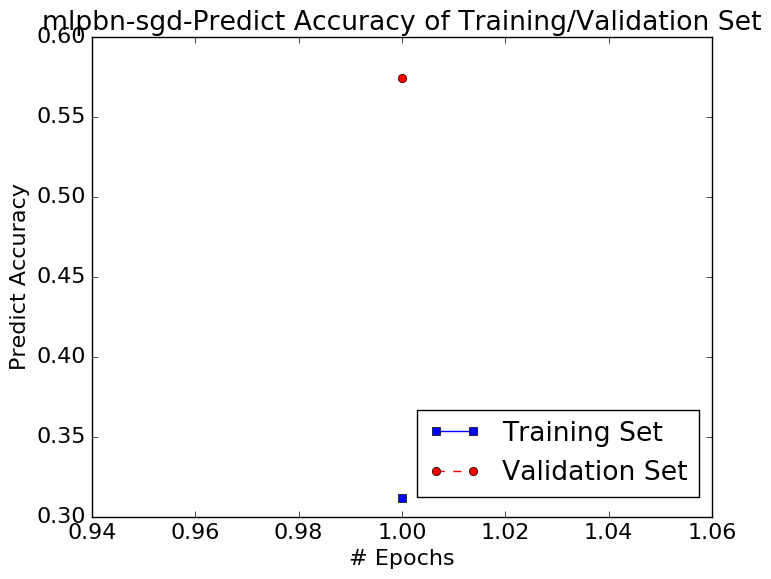 mlpbn-sgd-Predict Accuracy of Training/Validation Set
0.60
0.55
0.50
0.45
0.40
0.35
0.30
Predict Accuracy
Training Set
Validation Set
0.94 0.96 0.98 1.00 1.02 1.04 1.06
# Epochs